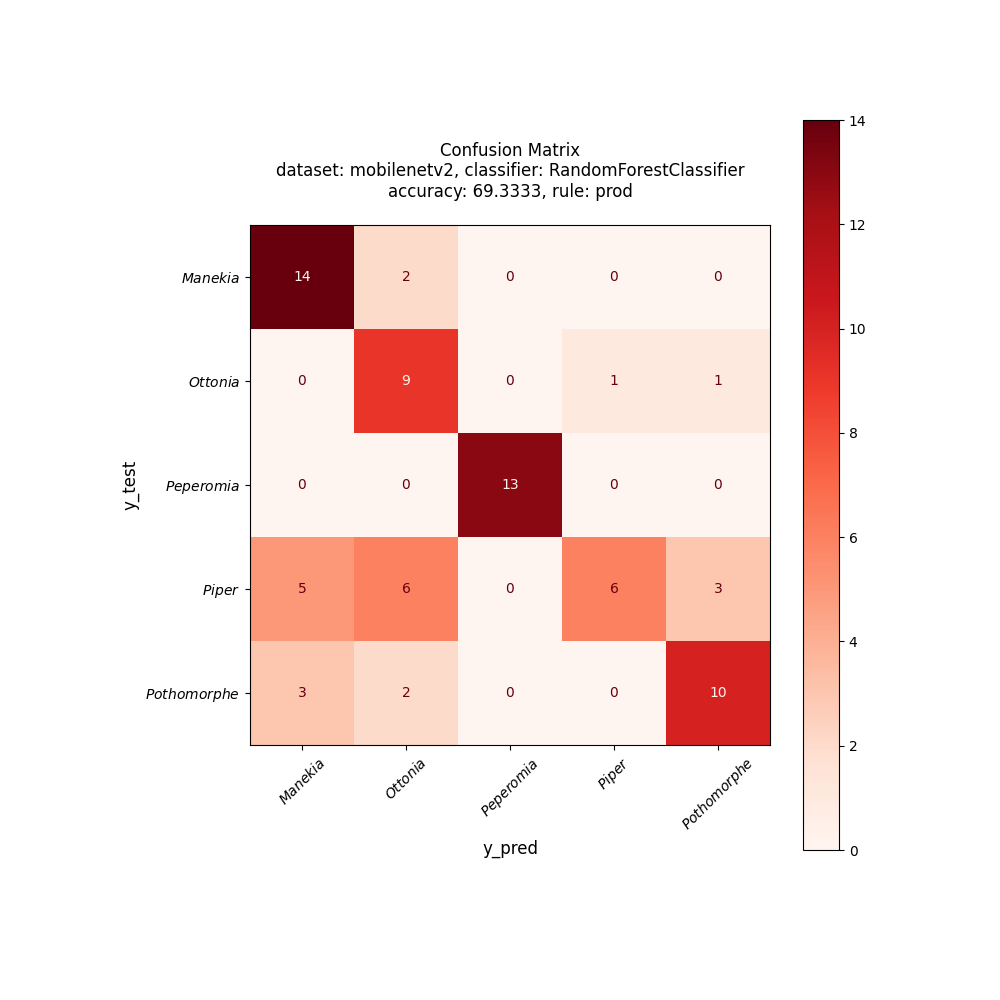 Confusion Matrix
dataset: mobilenetv2, classifier: RandomForestClassifier
accuracy: 69.3333, rule: prod
y_test
Manekia 14 2 0 0 0
Ottonia 0 9 0 1 1
Peperomia 0 0 13 0 0
Piper 5 6 0 6 3
Pothomorphe 3 2 0 0 10
Manekia Ottonia Peperomia Piper Pothomorphe
y_pred
14
12
10
8
6
4
2
0